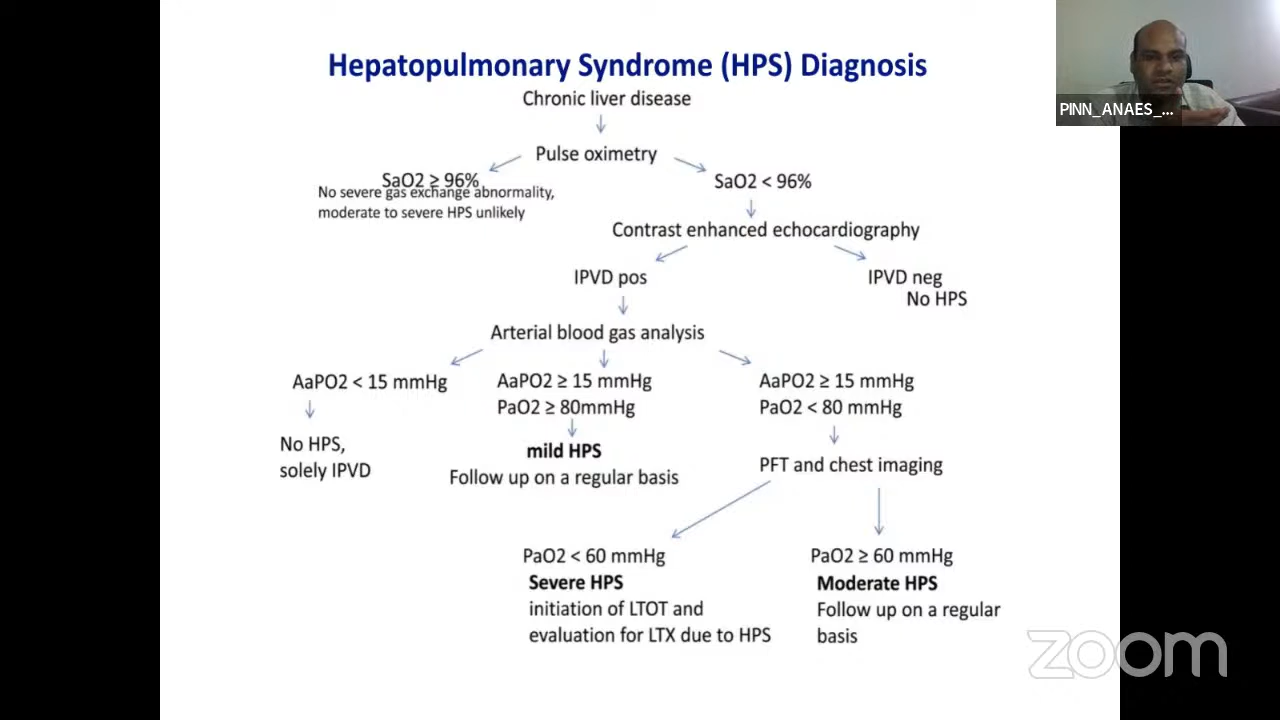 Hepatopulmonary Syndrome (HPS) Diagnosis
Chronic liver disease
Pulse oximetry
SaO2 ≥ 96%
No severe gas exchange abnormality,
moderate to severe HPS unlikely
SaO2 < 96%
Contrast enhanced echocardiography
IPVD pos
IPVD neg
No HPS
Arterial blood gas analysis
AaPO2 < 15 mmHg
No HPS,
solely IPVD
AaPO2 ≥ 15 mmHg
PaO2 ≥ 80mmHg
mild HPS
Follow up on a regular basis
AaPO2 ≥ 15 mmHg
PaO2 < 80 mmHg
PFT and chest imaging
PaO2 < 60 mmHg
Severe HPS
initiation of LTOT and
evaluation for LTX due to HPS
PaO2 ≥ 60 mmHg
Moderate HPS
Follow up on a regular
basis
PINN_ANAES_...
zoom